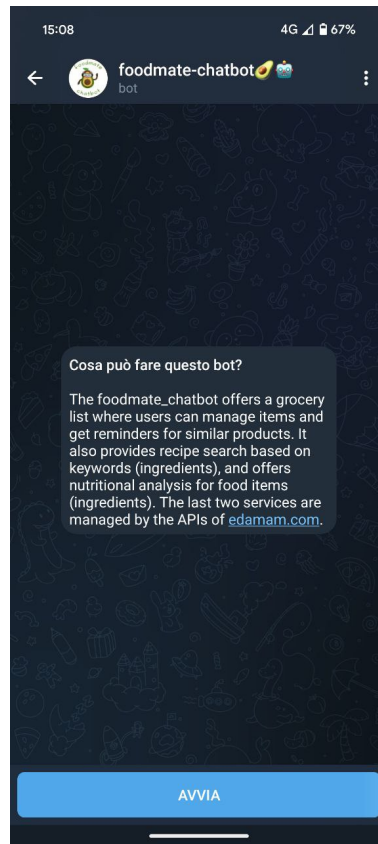 15:08
4G 67%
foodmate-chatbot🥑🤖
bot
Cosa può fare questo bot?
The foodmate_chatbot offers a grocery
list where users can manage items and
get reminders for similar products. It
also provides recipe search based on
keywords (ingredients), and offers
nutritional analysis for food items
(ingredients). The last two services are
managed by the APIs of edamam.com.
AVVIA